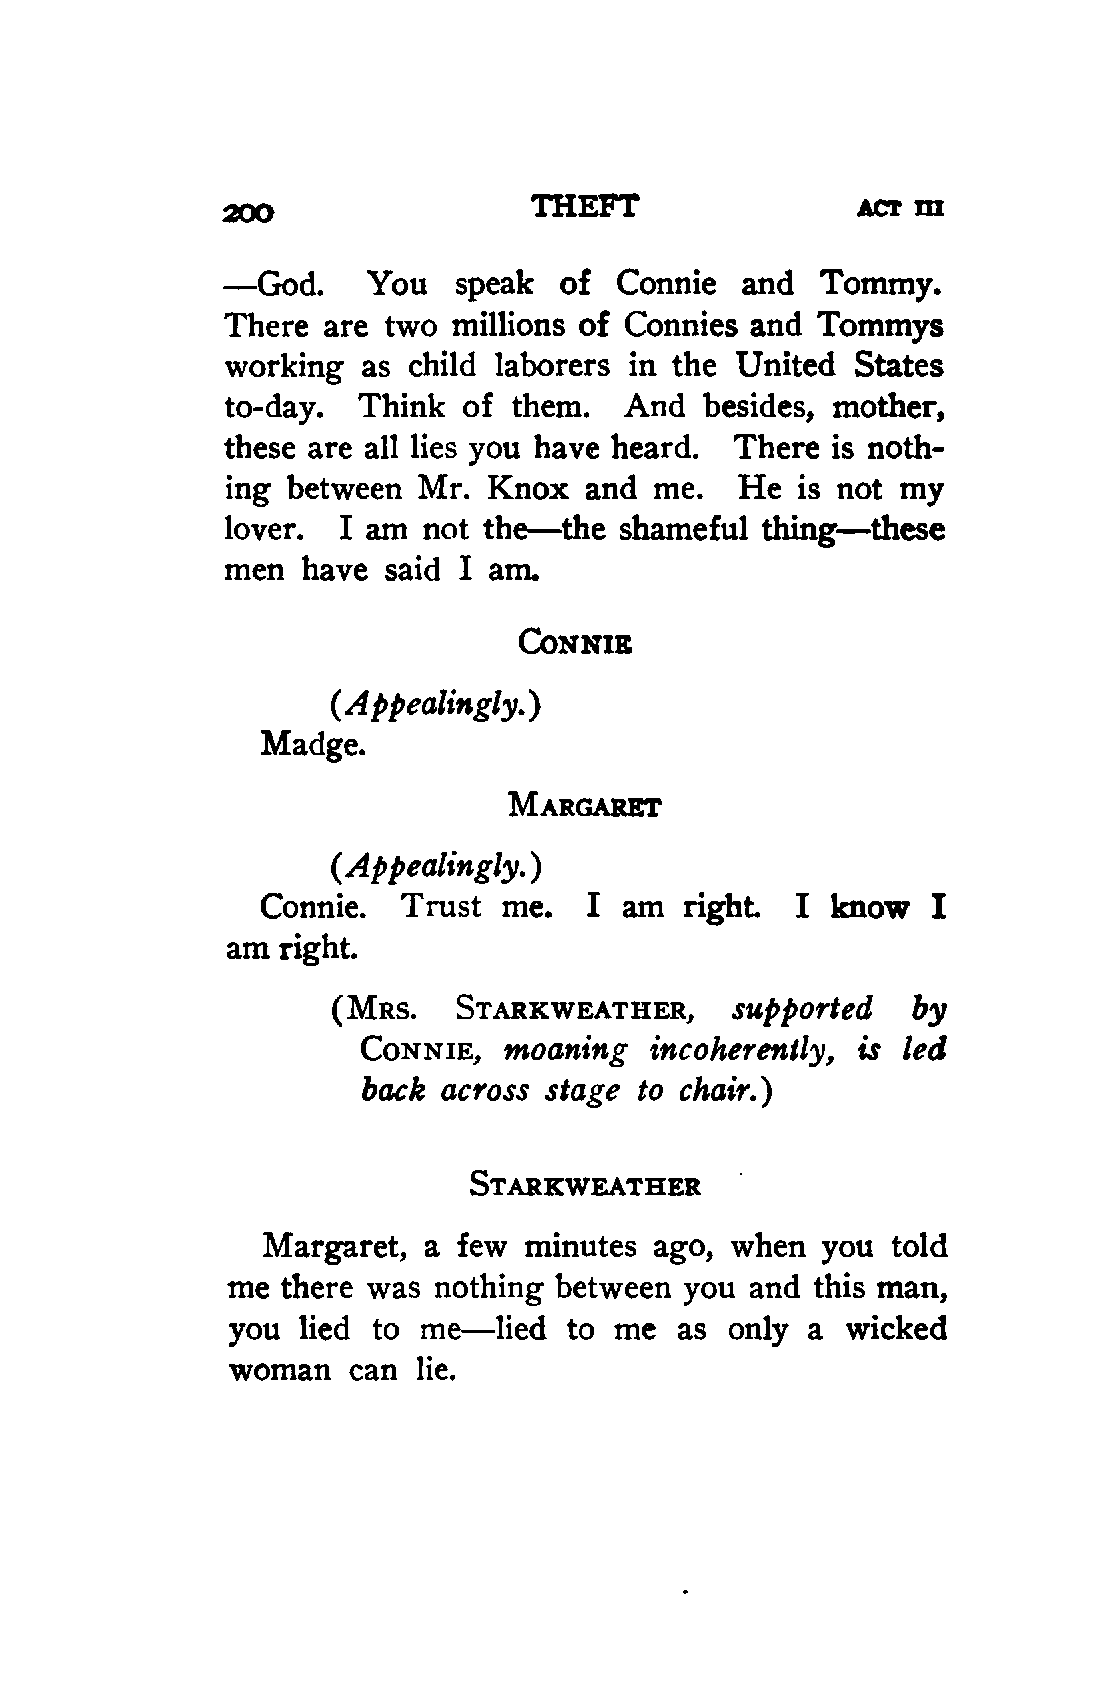 200 THEFT ACT III
—God. You speak of Connie and Tommy.
There are two millions of Connies and Tommys
working as child laborers in the United States
to-day. Think of them. And besides, mother,
these are all lies you have heard. There is noth-
ing between Mr. Knox and me. He is not my
lover. I am not the—the shameful thing—these
men have said I am.
CONNIE
(Appealingly.)
Madge.
MARGARET
(Appealingly.)
Connie. Trust me. I am right. I know I
am right.
(MRS. STARKWEATHER, supported by
CONNIE, moaning incoherently, is led
back across stage to chair.)
STARKWEATHER
Margaret, a few minutes ago, when you told
me there was nothing between you and this man,
you lied to me—lied to me as only a wicked
woman can lie.